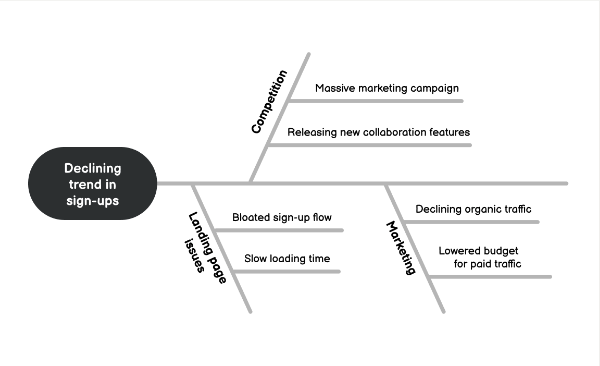 Declining
trend in
sign-ups
Competition
Massive marketing campaign
Releasing new collaboration features
Landing page
issues
Bloated sign-up flow
Slow loading time
Marketing
Declining organic traffic
Lowered budget
for paid traffic